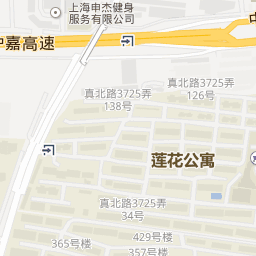 上海申杰健身
服务有限公司
中
沪嘉高速
真北路3725弄
138号
真北路3725弄
126号
莲花公寓
真北路3725弄
34号
365号楼
429号楼
357号楼